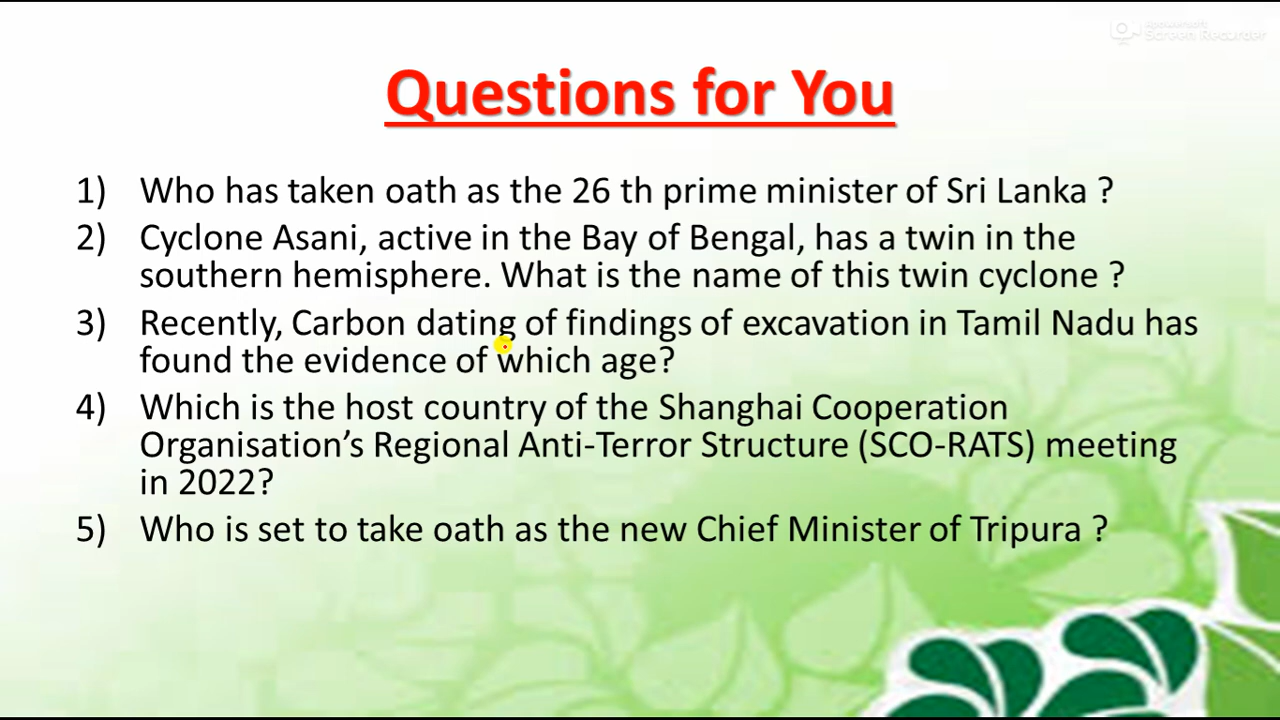 Apowersoft
Screen Recorder
Questions for You
1) Who has taken oath as the 26 th prime minister of Sri Lanka ?
2) Cyclone Asani, active in the Bay of Bengal, has a twin in the
southern hemisphere. What is the name of this twin cyclone ?
3) Recently, Carbon dating of findings of excavation in Tamil Nadu has
found the evidence of which age?
4) Which is the host country of the Shanghai Cooperation
Organisation’s Regional Anti-Terror Structure (SCO-RATS) meeting
in 2022?
5) Who is set to take oath as the new Chief Minister of Tripura ?